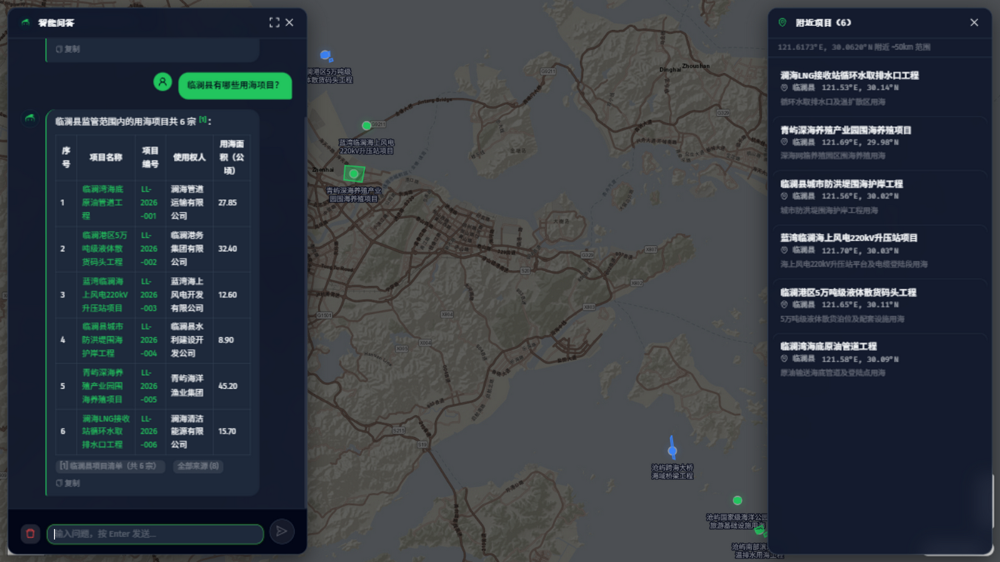 智能问答
复制
临澜县有哪些用海项目?
临澜县监管范围内的用海项目共 6 宗 [1]:
序号 项目名称 项目编号 使用权人 用海面积（公顷）
1 临澜湾海底原油管道工程 LL-2026-001 澜海管道运输有限公司 27.85
2 临澜港区5万吨级液体散货码头工程 LL-2026-002 临澜港务集团有限公司 32.40
3 蓝湾临澜海上风电220kV升压站项目 LL-2026-003 蓝湾海上风电开发有限公司 12.60
4 临澜县城市防洪堤围海护岸工程 LL-2026-004 临澜县水利建设开发公司 8.90
5 青屿深海养殖产业园围海养殖项目 LL-2026-005 青屿海洋渔业集团 45.20
6 澜海LNG接收站循环水取排水口工程 LL-2026-006 澜海清洁能源有限公司 15.70
[1] 临澜县项目清单（共 6 宗）
全部来源 (8)
复制
输入问题，按 Enter 发送...
澜港区5万吨级
体散货码头工程
G0211
蓝湾临澜海上风电
220kV升压站项目
Zhenhai
青屿深海养殖产业
园围海养殖项目
Jintang Bridge
G0211
Dinghai
Zhoushan
G329
大榭岛
G329
X807
S20
X802
X803
G1501
X804
X004
X005
S215
S19
沧屿跨海大桥
海域桥梁工程
沧屿国家级海洋公园
旅游基础设施用海
沧屿南部滨
温排水用海工程
附近项目（6）
121.6173°E, 30.0620°N 附近 ~50km 范围
澜海LNG接收站循环水取排水口工程
临澜县 121.53°E, 30.14°N
循环水取排水口及温扩散区用海
青屿深海养殖产业园围海养殖项目
临澜县 121.69°E, 29.98°N
深海网箱养殖园区围海养殖用海
临澜县城市防洪堤围海护岸工程
临澜县 121.56°E, 30.02°N
城市防洪堤围海护岸工程用海
蓝湾临澜海上风电220kV升压站项目
临澜县 121.70°E, 30.03°N
海上风电220kV升压站平台及电缆登陆段用海
临澜港区5万吨级液体散货码头工程
临澜县 121.65°E, 30.11°N
5万吨级液体散货泊位及配套设施用海
临澜湾海底原油管道工程
临澜县 121.58°E, 30.09°N
原油输送海底管道及登陆点用海